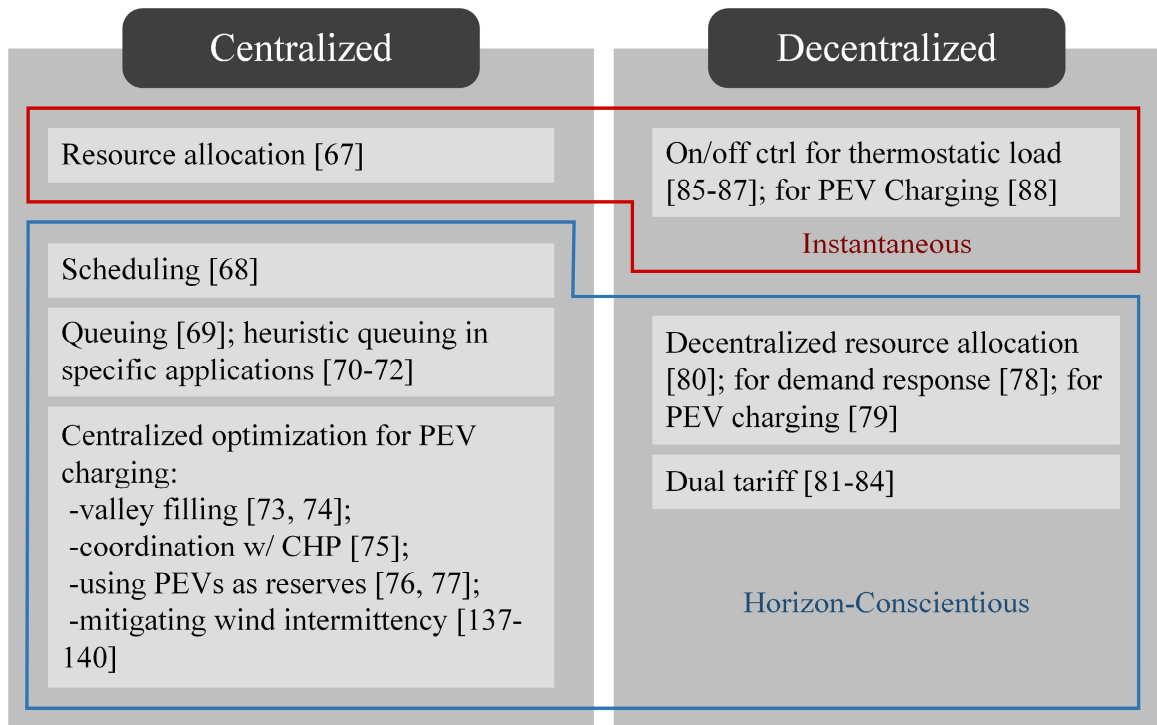 Centralized
Resource allocation [67]
Scheduling [68]
Queuing [69]; heuristic queuing in
specific applications [70-72]
Centralized optimization for PEV
charging:
-valley filling [73, 74];
-coordination w/ CHP [75];
-using PEVs as reserves [76, 77];
-mitigating wind intermittency [137-
140]
Decentralized
On/off ctrl for thermostatic load
[85-87]; for PEV Charging [88]
Instantaneous
Decentralized resource allocation
[80]; for demand response [78]; for
PEV charging [79]
Dual tariff [81-84]
Horizon-Conscientious